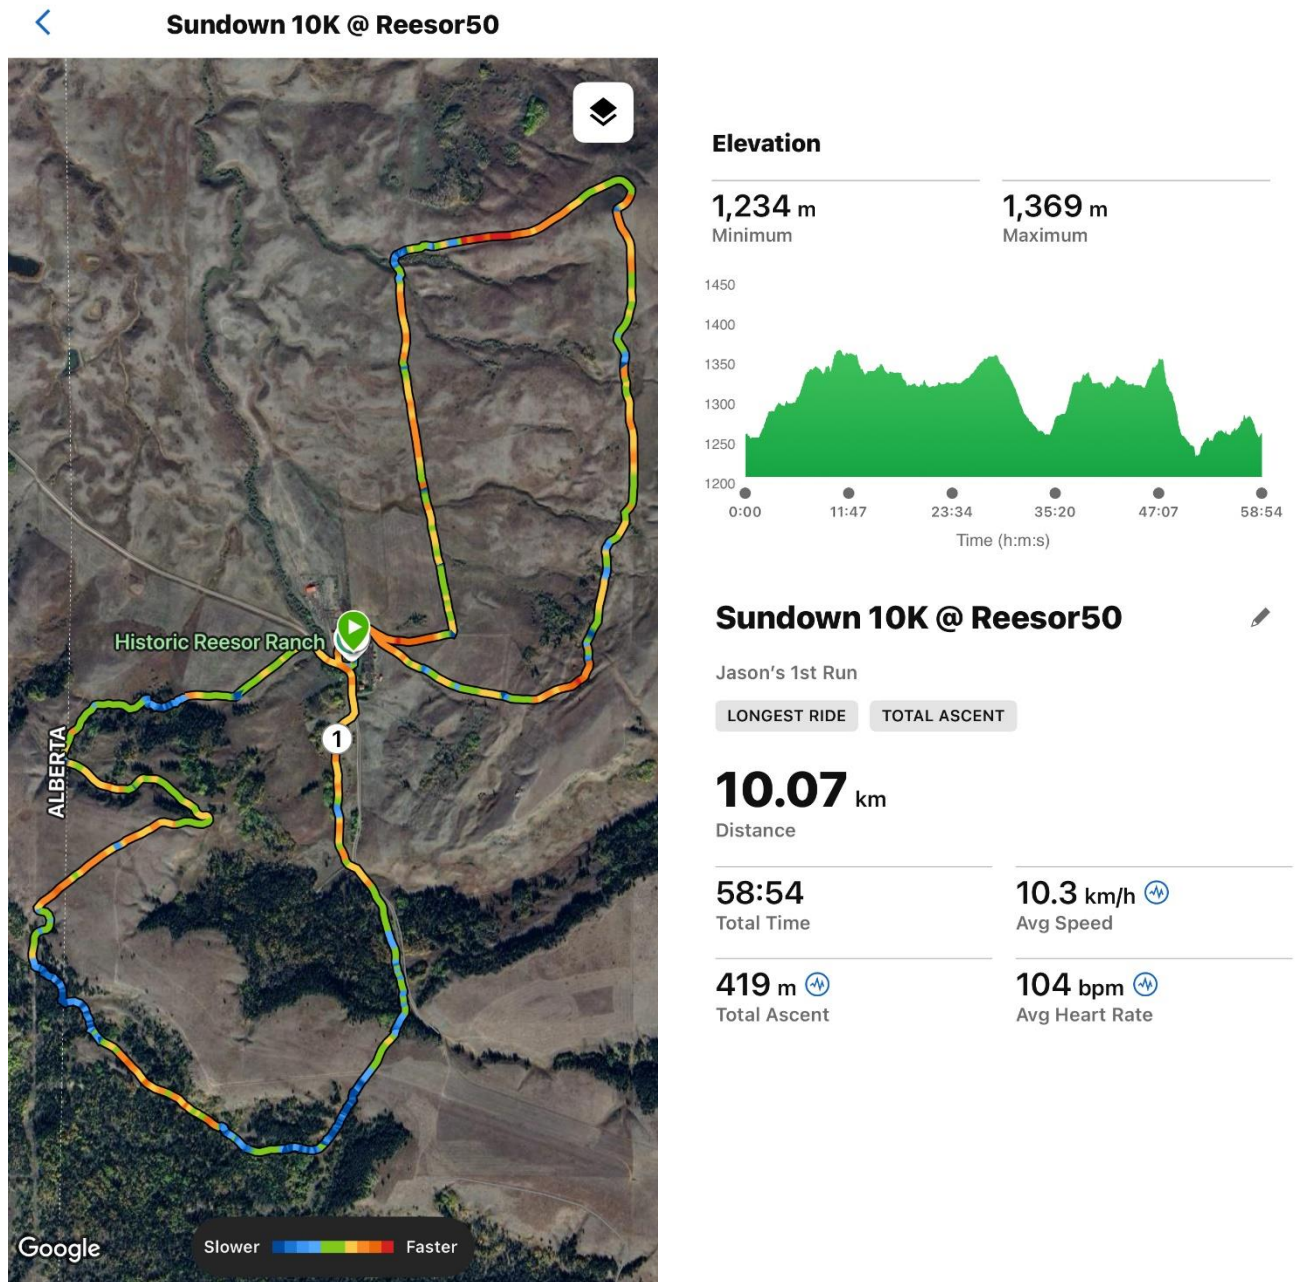 Sundown 10K @ Reesor50
Historic Reesor Ranch
1
ALBERTA
Google
Slower
Faster
Elevation
1,234 m
Minimum
1,369 m
Maximum
1450
1400
1350
1300
1250
1200
0:00 11:47 23:34 35:20 47:07 58:54
Time (h:m:s)
Sundown 10K @ Reesor50
Jason's 1st Run
LONGEST RIDE
TOTAL ASCENT
10.07 km
Distance
58:54
Total Time
10.3 km/h
Avg Speed
419 m
Total Ascent
104 bpm
Avg Heart Rate